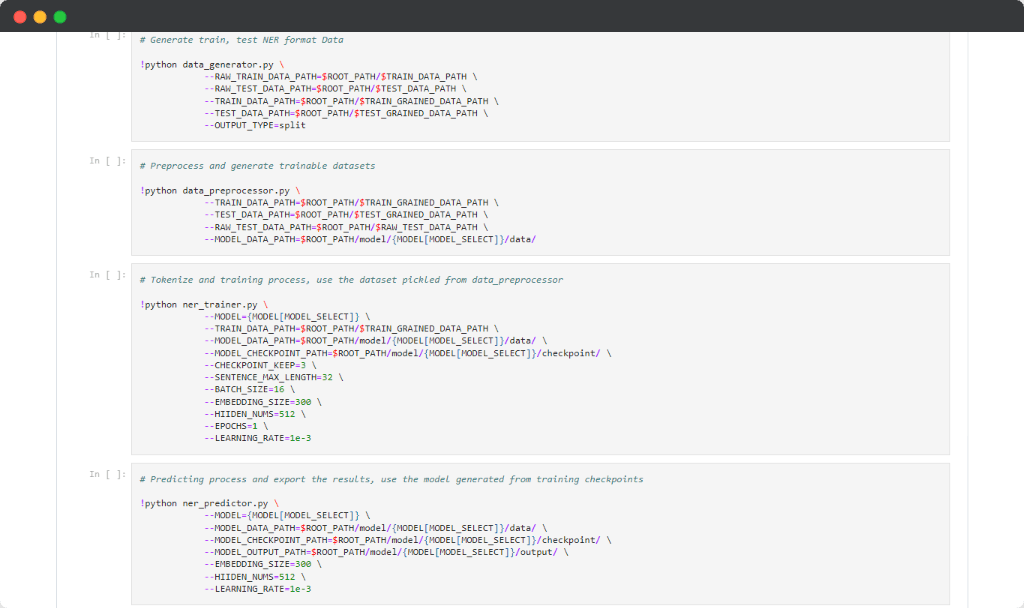 In [ ]:
# Generate train, test NER format Data
!python data_generator.py \
--RAW_TRAIN_DATA_PATH=$ROOT_PATH/$TRAIN_DATA_PATH \
--RAW_TEST_DATA_PATH=$ROOT_PATH/$TEST_DATA_PATH \
--TRAIN_DATA_PATH=$ROOT_PATH/$TRAIN_GRAINED_DATA_PATH \
--TEST_DATA_PATH=$ROOT_PATH/$TEST_GRAINED_DATA_PATH \
--OUTPUT_TYPE=split
In [ ]:
# Preprocess and generate trainable datasets
!python data_preprocessor.py \
--TRAIN_DATA_PATH=$ROOT_PATH/$TRAIN_GRAINED_DATA_PATH \
--TEST_DATA_PATH=$ROOT_PATH/$TEST_GRAINED_DATA_PATH \
--RAW_TEST_DATA_PATH=$ROOT_PATH/$RAW_TEST_DATA_PATH \
--MODEL_DATA_PATH=$ROOT_PATH/model/{MODEL[MODEL_SELECT]}/data/
In [ ]:
# Tokenize and training process, use the dataset pickled from data_preprocessor
!python ner_trainer.py \
--MODEL={MODEL[MODEL_SELECT]} \
--TRAIN_DATA_PATH=$ROOT_PATH/$TRAIN_GRAINED_DATA_PATH \
--MODEL_DATA_PATH=$ROOT_PATH/model/{MODEL[MODEL_SELECT]}/data/ \
--MODEL_CHECKPOINT_PATH=$ROOT_PATH/model/{MODEL[MODEL_SELECT]}/checkpoint/ \
--CHECKPOINT_KEEP=3 \
--SENTENCE_MAX_LENGTH=32 \
--BATCH_SIZE=16 \
--EMBEDDING_SIZE=300 \
--HIIDEN_NUMS=512 \
--EPOCHS=1 \
--LEARNING_RATE=1e-3
In [ ]:
# Predicting process and export the results, use the model generated from training checkpoints
!python ner_predictor.py \
--MODEL={MODEL[MODEL_SELECT]} \
--MODEL_DATA_PATH=$ROOT_PATH/model/{MODEL[MODEL_SELECT]}/data/ \
--MODEL_CHECKPOINT_PATH=$ROOT_PATH/model/{MODEL[MODEL_SELECT]}/checkpoint/ \
--MODEL_OUTPUT_PATH=$ROOT_PATH/model/{MODEL[MODEL_SELECT]}/output/ \
--EMBEDDING_SIZE=300 \
--HIIDEN_NUMS=512 \
--LEARNING_RATE=1e-3